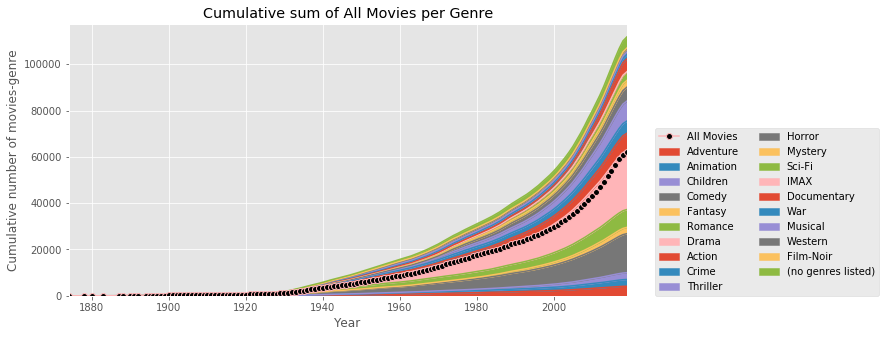 Cumulative sum of All Movies per Genre
Cumulative number of movies-genre
100000
80000
60000
40000
20000
0
1880
1900
1920
1940
1960
1980
2000
Year
All Movies
Adventure
Animation
Children
Comedy
Fantasy
Romance
Drama
Action
Crime
Thriller
Horror
Mystery
Sci-Fi
IMAX
Documentary
War
Musical
Western
Film-Noir
(no genres listed)